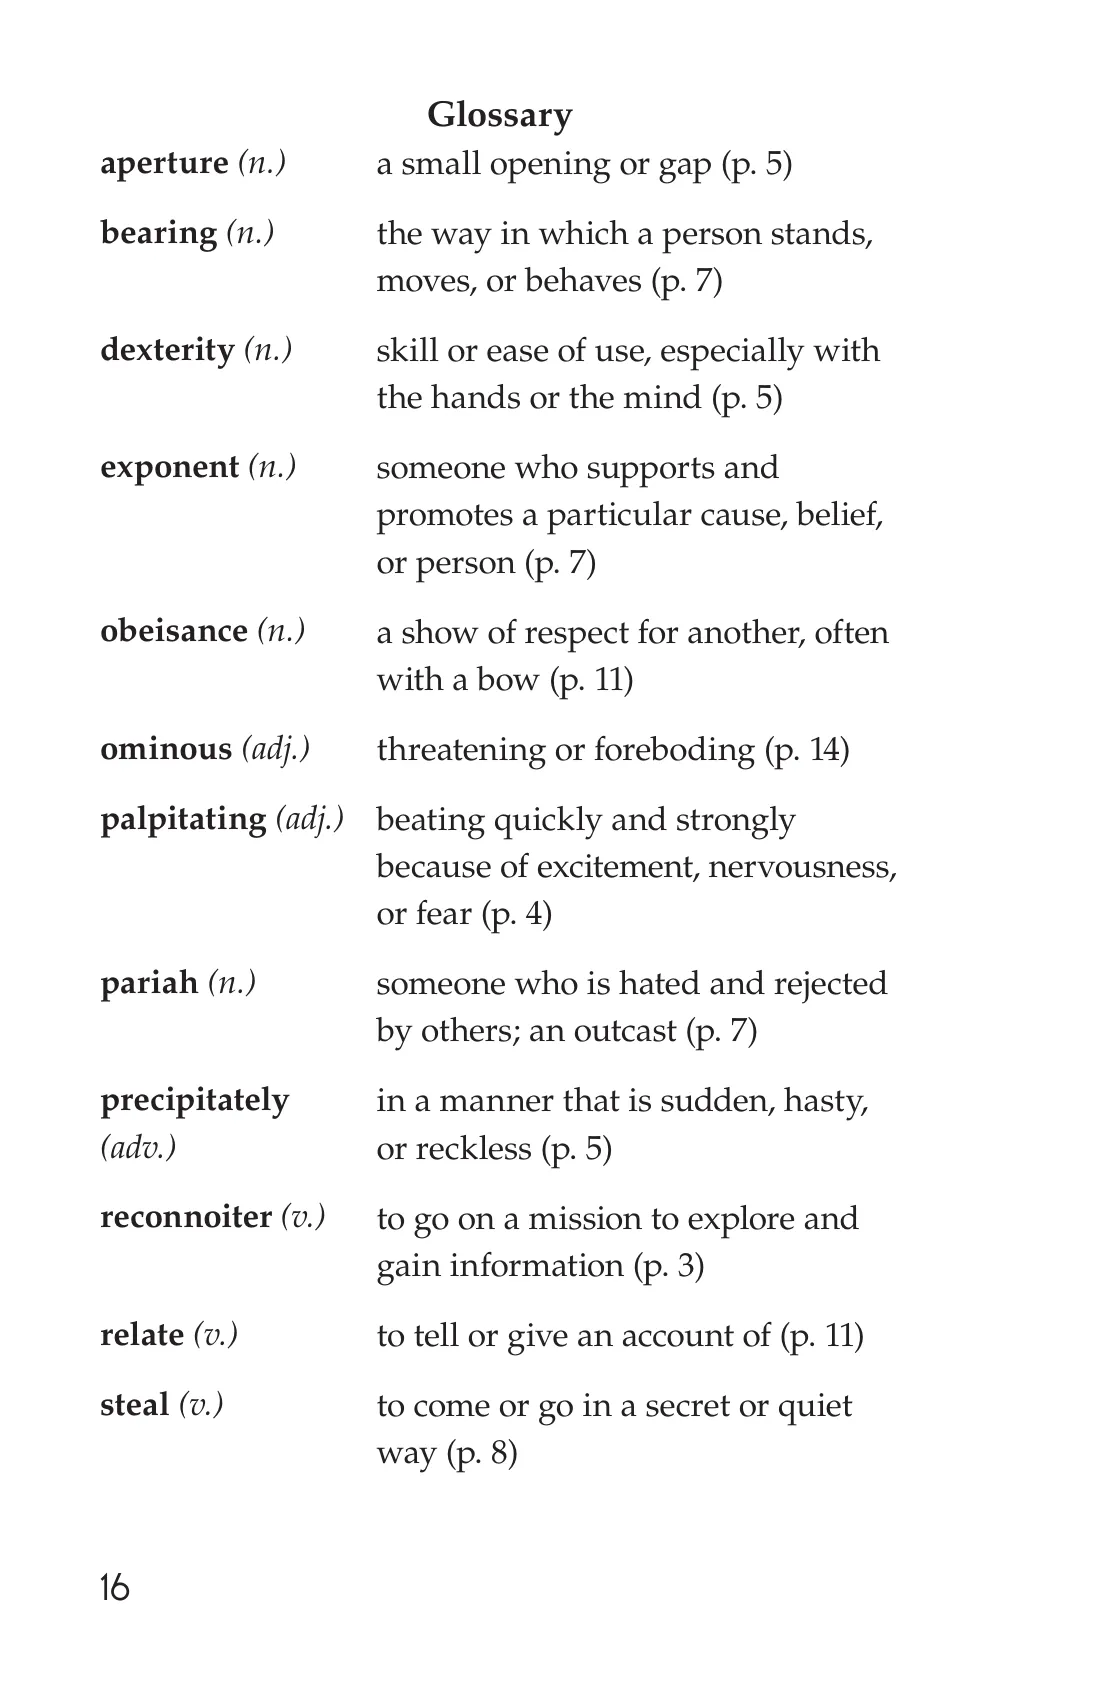 Glossary
aperture (n.) a small opening or gap (p. 5)
bearing (n.) the way in which a person stands,
moves, or behaves (p. 7)
dexterity (n.) skill or ease of use, especially with
the hands or the mind (p. 5)
exponent (n.) someone who supports and
promotes a particular cause, belief,
or person (p. 7)
obeisance (n.) a show of respect for another, often
with a bow (p. 11)
ominous (adj.) threatening or foreboding (p. 14)
palpitating (adj.) beating quickly and strongly
because of excitement, nervousness,
or fear (p. 4)
pariah (n.) someone who is hated and rejected
by others; an outcast (p. 7)
precipitately in a manner that is sudden, hasty,
(adv.) or reckless (p. 5)
reconnoiter (v.) to go on a mission to explore and
gain information (p. 3)
relate (v.) to tell or give an account of (p. 11)
steal (v.) to come or go in a secret or quiet
way (p. 8)
16